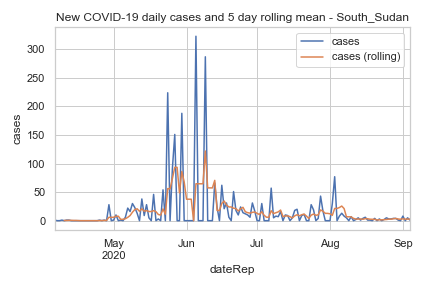 New COVID-19 daily cases and 5 day rolling mean - South_Sudan
cases
cases (rolling)
cases
300
250
200
150
100
50
0
May Jun Jul Aug Sep
2020
dateRep